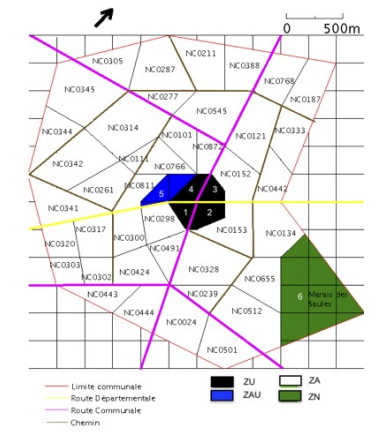 0 500m
NC0211
NC0305
NC0287
NC0388
NC0768
NC0345
NC0277
NC0187
NC0545
NC0314
NC0344
NC0101
NC0121
NC0333
NC0872
NC0111
NC0342
NC0766
NC0152
NC0811
NC0261
5
4
3
NC0442
NC0341
1
2
NC0298
NC0317
NC0300
NC0153
NC0134
NC0320
NC0491
NC0303
NC0302
NC0424
NC0328
NC0655
NC0443
NC0239
6 Marais des
Saules
NC0444
NC0024
NC0512
NC0501
Limite communale
Route Départementale
Route Communale
Chemin
ZU
ZA
ZAU
ZN